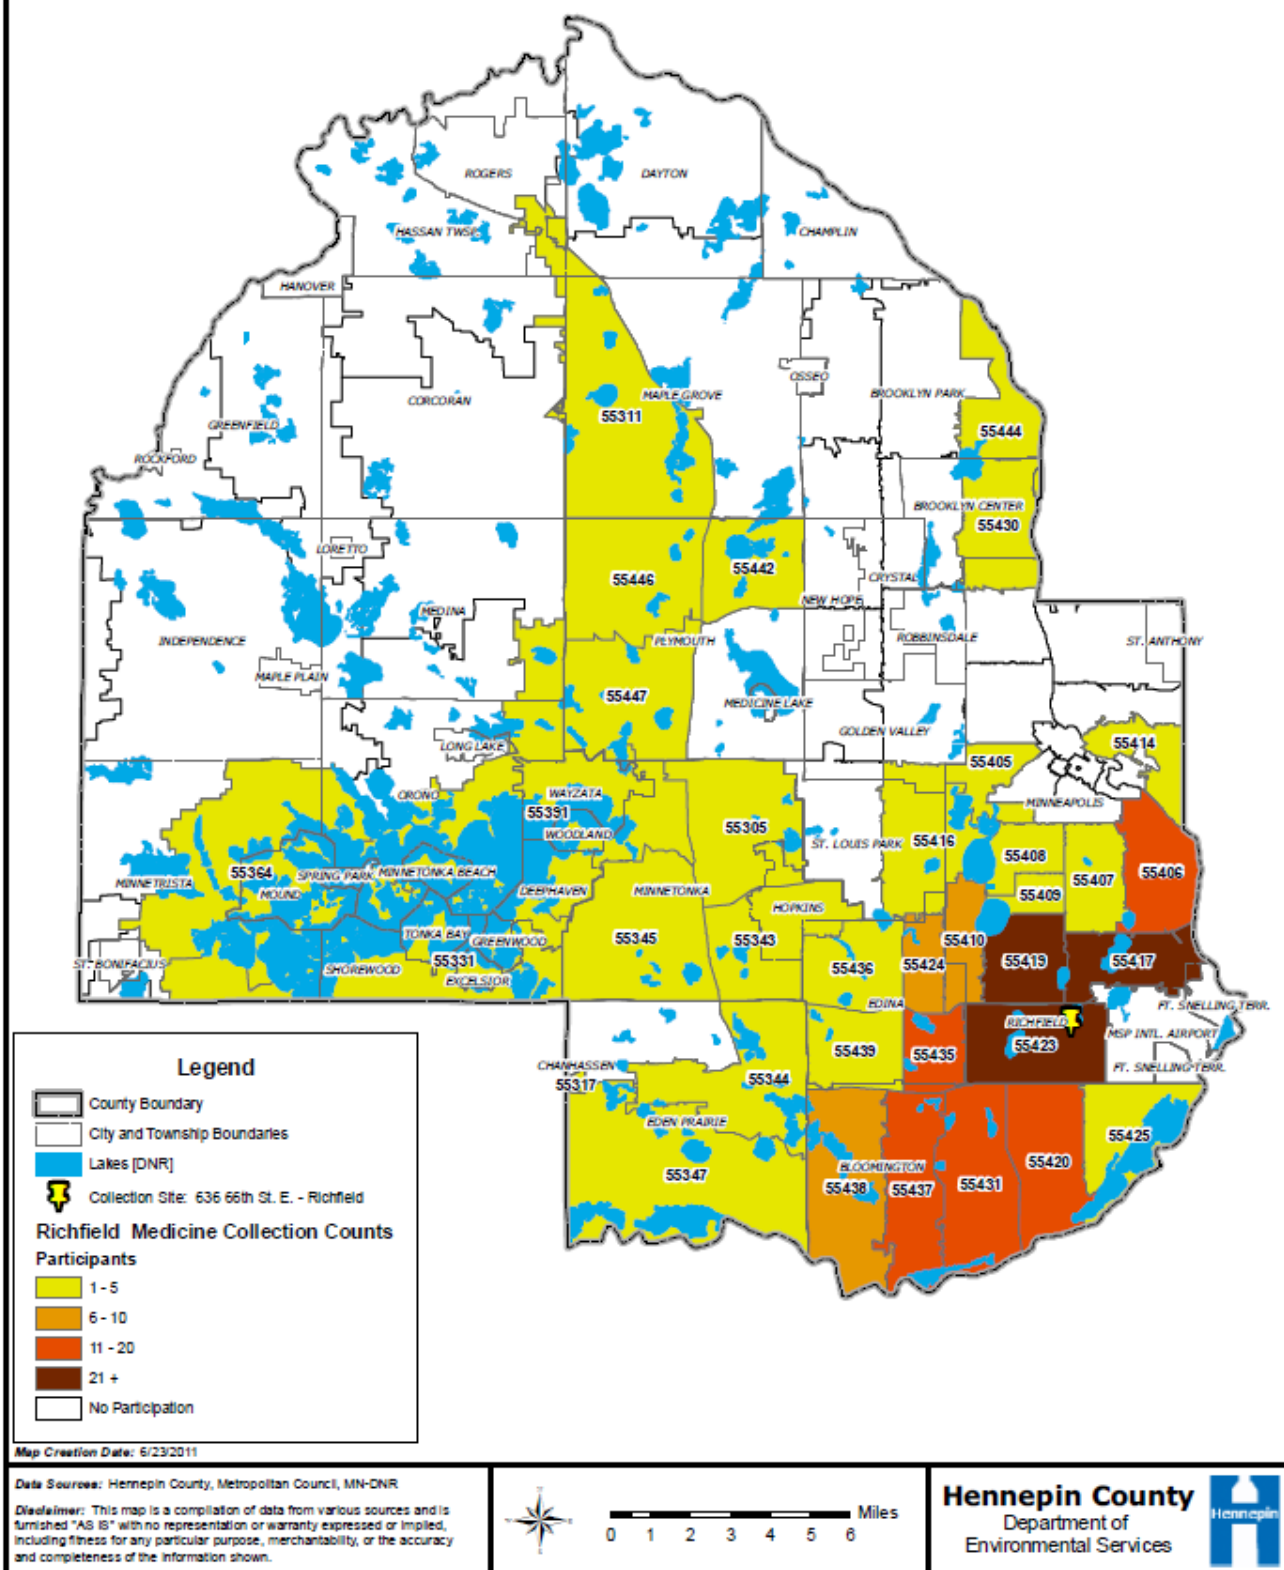 ROGERS
DAYTON
HASSAN TWSP
CHAMPLIN
HANOVER
CORCORAN
OSSEO
MAPLE GROVE
BROOKLYN PARK
55311
GREENFIELD
55444
ROCKFORD
BROOKLYN CENTER
55430
LORETTO
55446
55442
CRYSTAL
NEW HOPE
MEDINA
INDEPENDENCE
PLYMOUTH
ROBBINSDALE
ST. ANTHONY
MAPLE PLAIN
55447
MEDICINE LAKE
GOLDEN VALLEY
LONG LAKE
55414
55405
ORONO
WAYZATA
MINNEAPOLIS
55391
WOODLAND
55305
ST. LOUIS PARK
55416
55408
55364
SPRING PARK
MINNETONKA BEACH
55407
55406
MINNETRISTA
MOUND
DEEPHAVEN
MINNETONKA
55409
HOPKINS
TONKA BAY
GREENWOOD
55345
55343
55410
55331
ST. BONIFACIUS
SHOREWOOD
EXCELSIOR
55436
55424
55419
55417
EDINA
FT. SNELLING TERR.
RICHFIELD
MSP INTL. AIRPORT
55439
55435
55423
CHANHASSEN
55317
55344
FT. SNELLING TERR.
EDEN PRAIRIE
55425
55347
BLOOMINGTON
55420
55438
55437
55431
Legend
County Boundary
City and Township Boundaries
Lakes [DNR]
Collection Site: 636 66th St. E. - Richfield
Richfield Medicine Collection Counts
Participants
1 - 5
6 - 10
11 - 20
21 +
No Participation
Map Creation Date: 6/23/2011
Data Sources: Hennepin County, Metropolitan Council, MN-DNR
Disclaimer: This map is a compilation of data from various sources and is
furnished "AS IS" with no representation or warranty expressed or implied,
including fitness for any particular purpose, merchantability, or the accuracy
and completeness of the information shown.
Miles
0 1 2 3 4 5 6
Hennepin County
Department of
Environmental Services
Hennepin